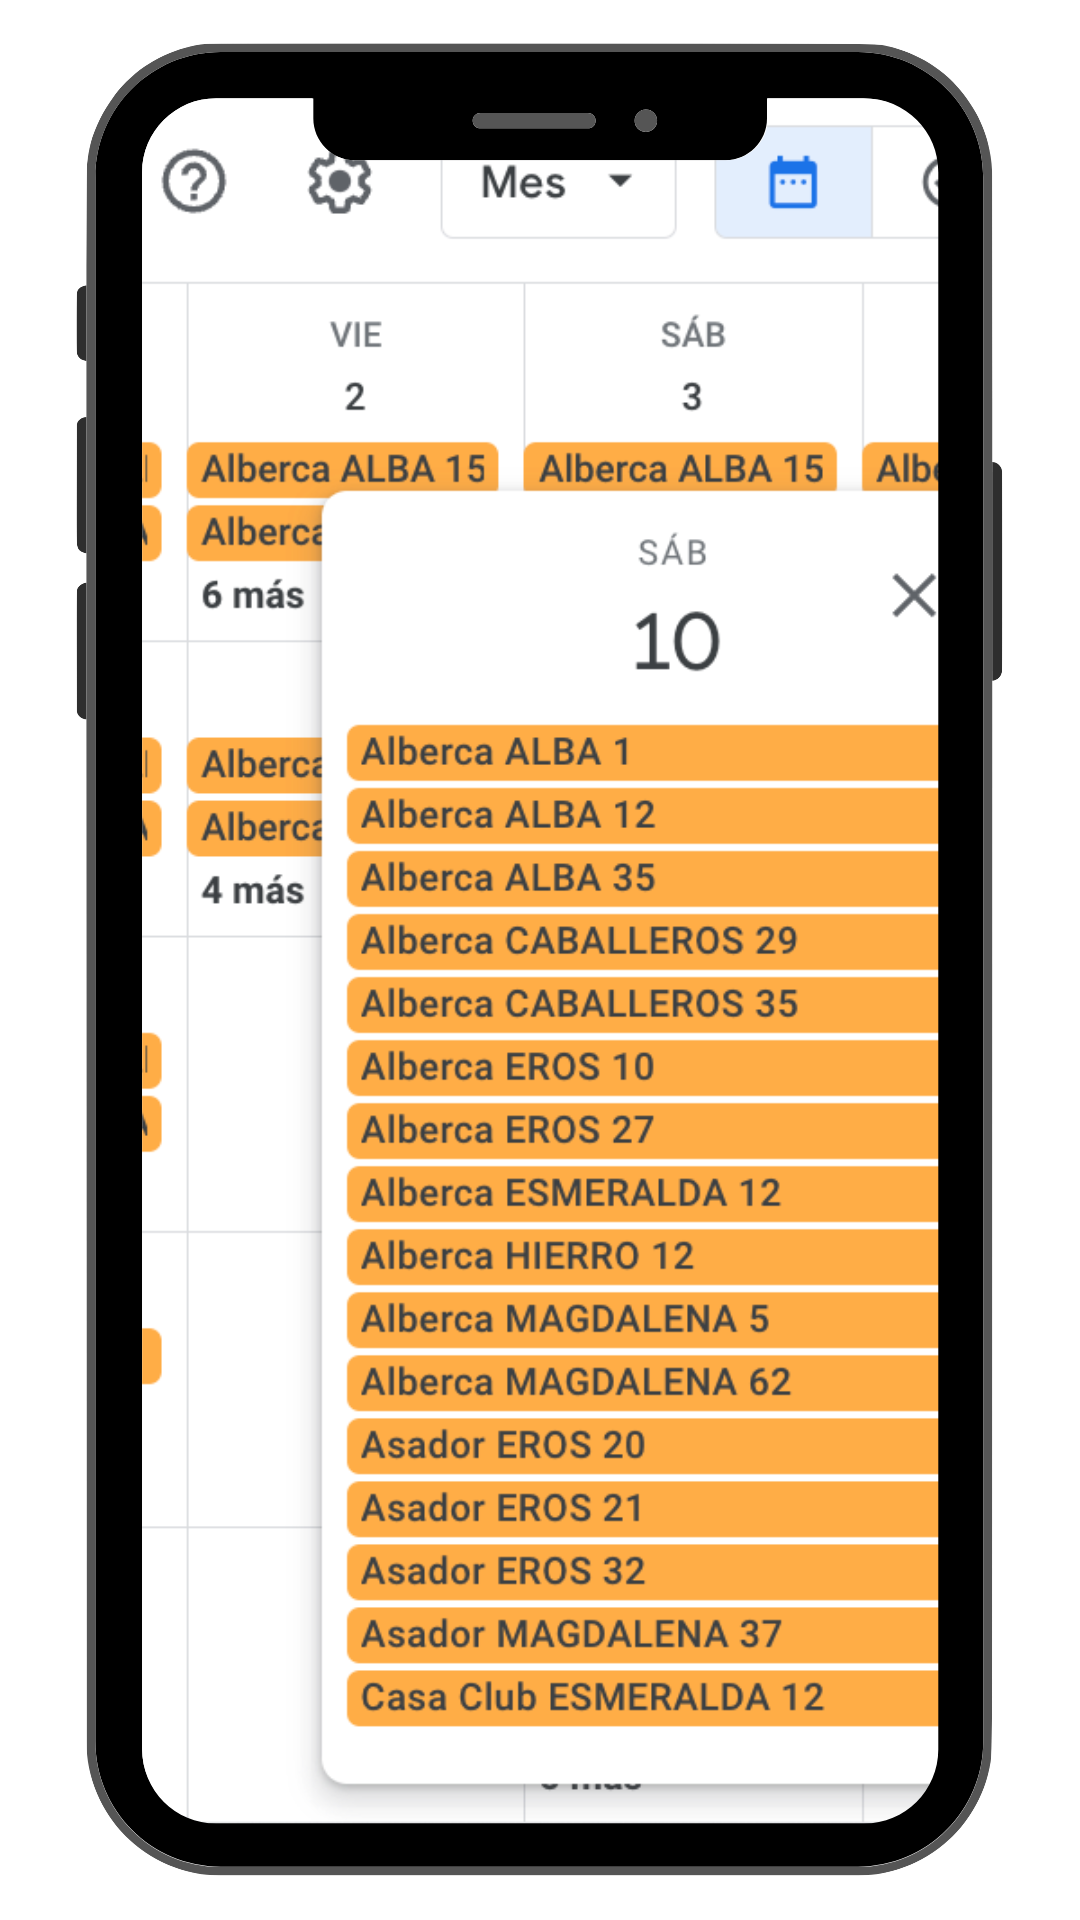 Mes
VIE
SÁB
2
3
Alberca ALBA 15
Alberca ALBA 15
Alberca
6 más
SÁB
10
Alberca
Alberca
4 más
Alberca ALBA 1
Alberca ALBA 12
Alberca ALBA 35
Alberca CABALLEROS 29
Alberca CABALLEROS 35
Alberca EROS 10
Alberca EROS 27
Alberca ESMERALDA 12
Alberca HIERRO 12
Alberca MAGDALENA 5
Alberca MAGDALENA 62
Asador EROS 20
Asador EROS 21
Asador EROS 32
Asador MAGDALENA 37
Casa Club ESMERALDA 12